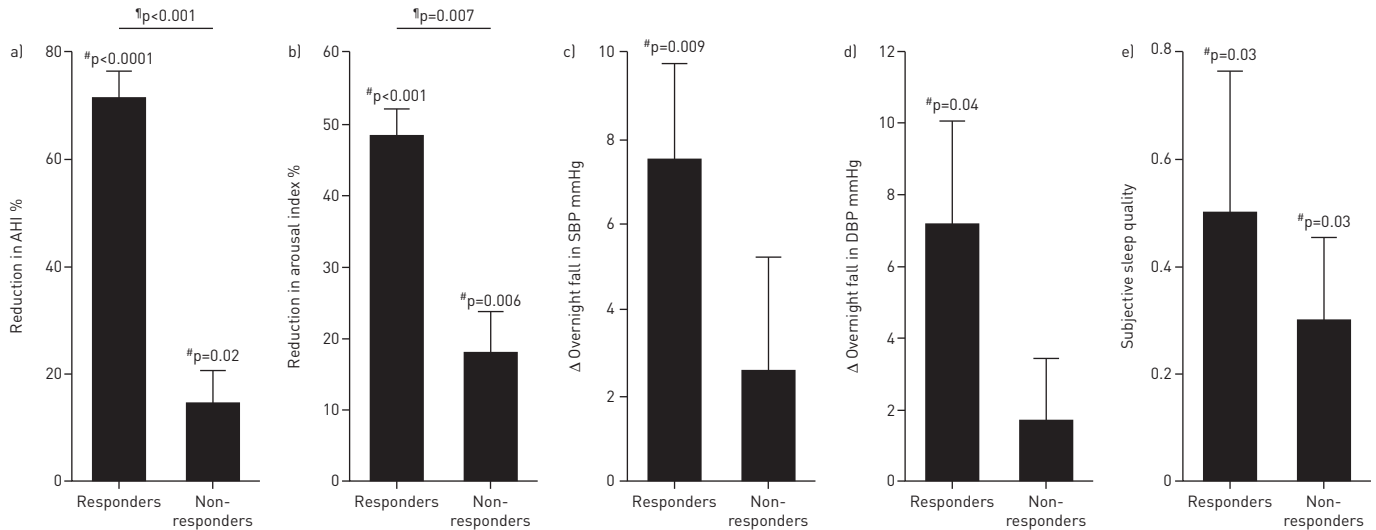 ¶p<0.001
a)
Reduction in AHI %
80
60
40
20
0
#p<0.0001
#p=0.02
Responders
Non-
responders
¶p=0.007
b)
Reduction in arousal index %
60
50
40
30
20
10
0
#p<0.001
#p=0.006
Responders
Non-
responders
c)
Δ Overnight fall in SBP mmHg
10
8
6
4
2
0
#p=0.009
Responders
Non-
responders
d)
Δ Overnight fall in DBP mmHg
12
10
8
6
4
2
0
#p=0.04
Responders
Non-
responders
e)
Subjective sleep quality
0.8
0.6
0.4
0.2
0
#p=0.03
#p=0.03
Responders
Non-
responders